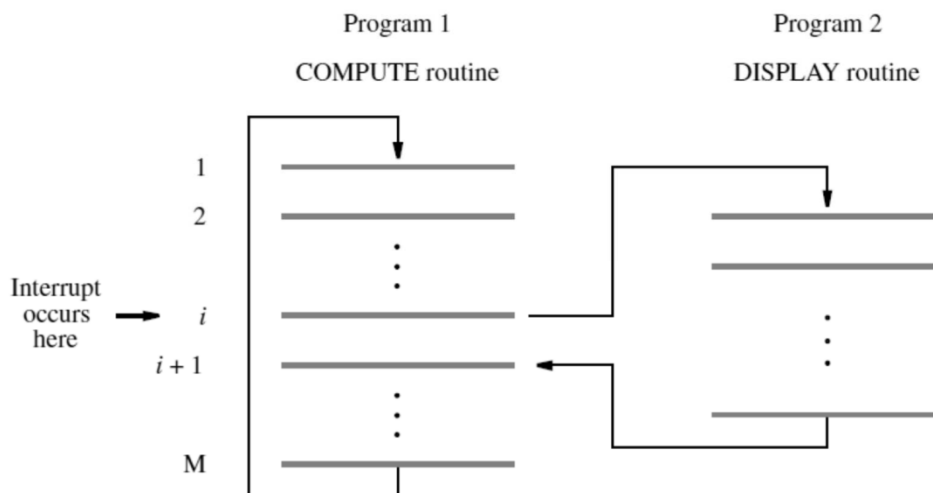 Program 1
COMPUTE routine
Program 2
DISPLAY routine
1
2
Interrupt
occurs
here
i
i + 1
M